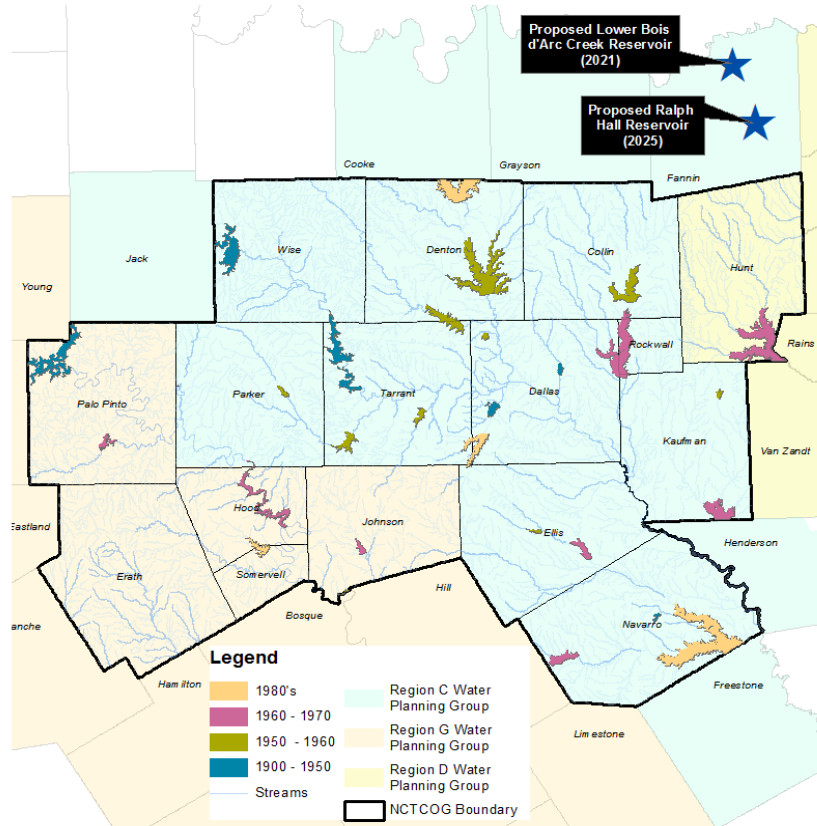 Proposed Lower Bois
d'Arc Creek Reservoir
(2021)
Proposed Ralph
Hall Reservoir
(2025)
Cooke
Grayson
Fannin
Jack
Wise
Denton
Collin
Hunt
Young
Rains
Rockwall
Palo Pinto
Parker
Tarrant
Dallas
Kaufman
Van Zandt
Eastland
Hood
Johnson
Ellis
Henderson
Erath
Somervell
Bosque
Hill
Navarro
anche
Hamilton
Freestone
Limestone
Legend
1980's
1960 - 1970
1950 - 1960
1900 - 1950
Streams
Region C Water
Planning Group
Region G Water
Planning Group
Region D Water
Planning Group
NCTCOG Boundary